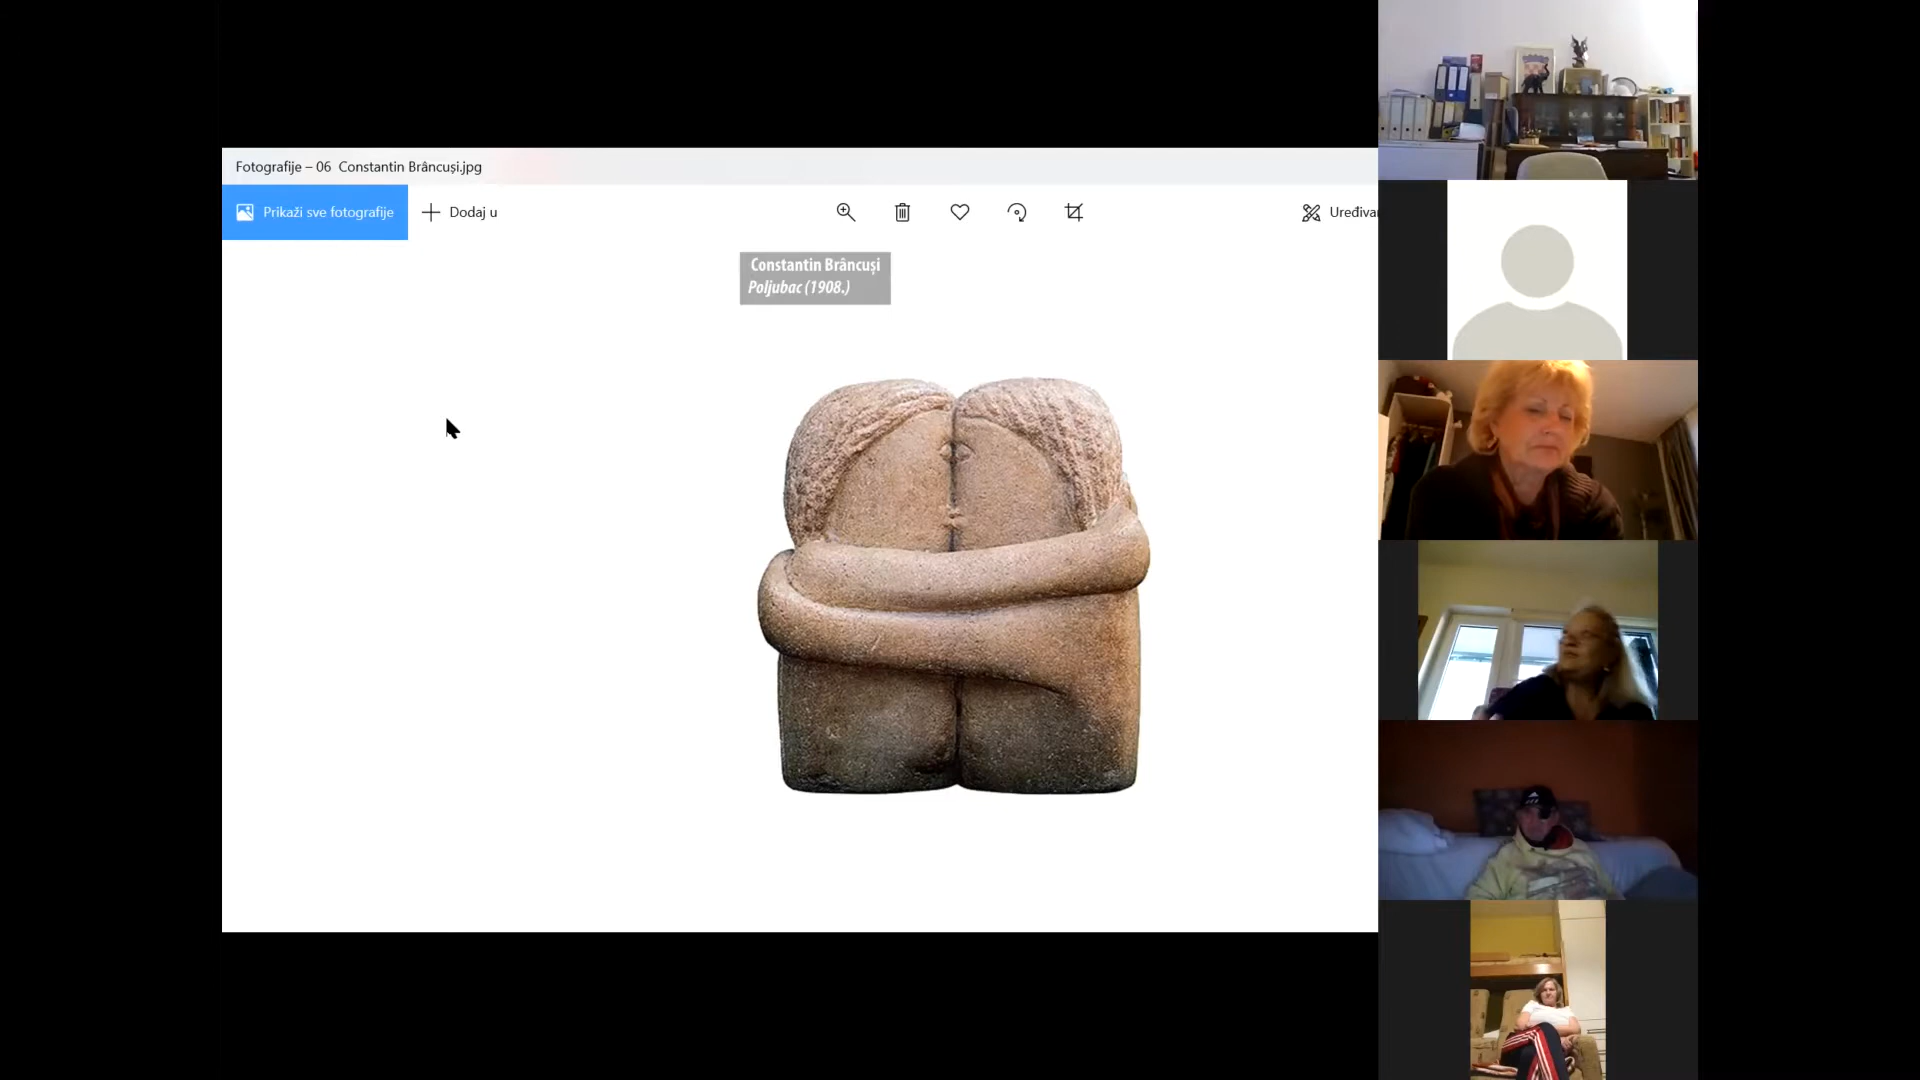 Fotografije – 06 Constantin Brâncuși.jpg
Prikaži sve fotografije
Dodaj u
Uređiva
Constantin Brâncuși
Poljubac (1908.)